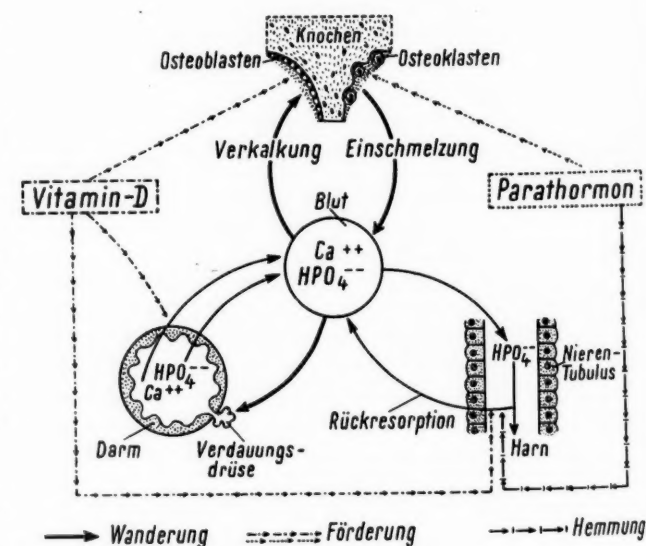 Knochen
Osteoblasten
Osteoklasten
Verkalkung
Einschmelzung
Vitamin-D
Parathormon
Blut
Ca++
HPO4--
HPO4--
Ca++
HPO4--
Nieren-
Tubulus
Darm
Verdauungs-
drüse
Rückresorption
Harn
Wanderung
Förderung
Hemmung